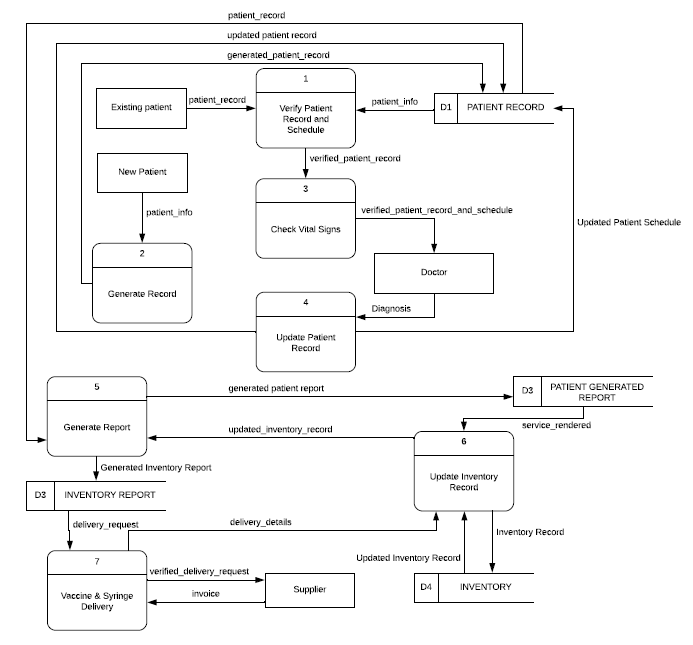 patient_record
updated patient record
generated_patient_record
1
Existing patient
patient_record
Verify Patient
Record and
Schedule
patient_info
D1
PATIENT RECORD
verified_patient_record
New Patient
3
patient_info
verified_patient_record_and_schedule
Updated Patient Schedule
Check Vital Signs
2
Doctor
Generate Record
4
Diagnosis
Update Patient
Record
5
generated patient report
D3
PATIENT GENERATED
REPORT
Generate Report
updated_inventory_record
service_rendered
6
Generated Inventory Report
Update Inventory
Record
D3
INVENTORY REPORT
delivery_request
delivery_details
Inventory Record
7
Updated Inventory Record
verified_delivery_request
Vaccine & Syringe
Delivery
Supplier
invoice
D4
INVENTORY